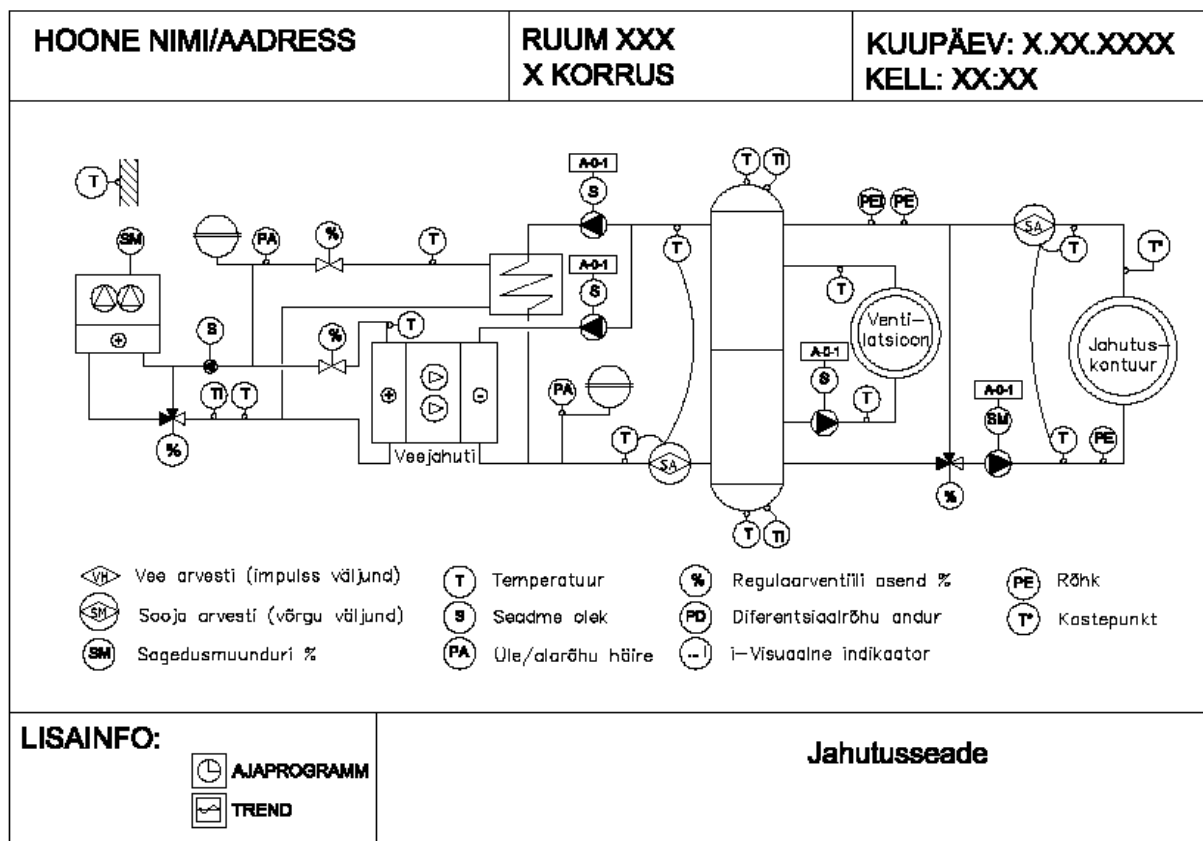 HOONE NIMI/AADRESS
RUUM XXX
X KORRUS
KUUPÄEV: X.XX.XXXX
KELL: XX:XX
A-0-1
T
TI
S
T
PEI
PE
SM
PA
%
T
A-0-1
S
T
SA
T
T*
T
S
%
T
Venti-
latsioon
Jahutus-
kontuur
A-0-1
S
T
A-0-1
SM
TI
T
PA
%
Veejahuti
T
SA
T
PE
%
T
TI
VH Vee arvesti (impulss väljund)
T Temperatuur
% Regulaarventiili asend %
PE Rõhk
SM Sooja arvesti (võrgu väljund)
S Seadme olek
PD Diferentsiaalrõhu andur
T* Kastepunkt
SM Sagedusmuunduri %
PA Üle/alarõhu häire
...I i-Visuaalne indikaator
LISAINFO:
AJAPROGRAMM
TREND
Jahutusseade